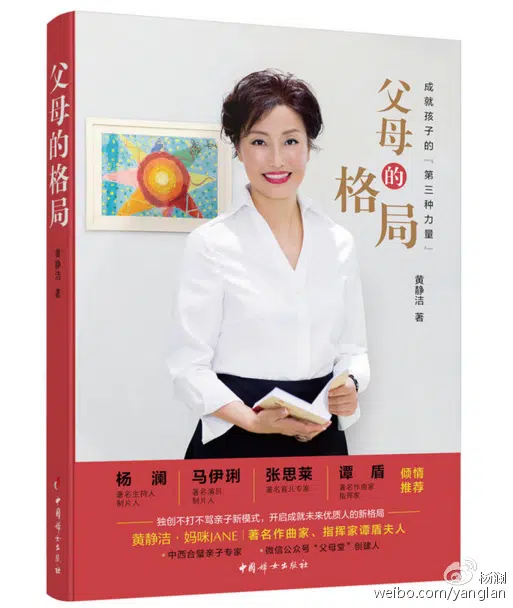 父母的格局
黄静洁 著
成就孩子的『第三种力量』
父母的格局
黄静洁 著
杨澜 马伊琍 张思莱 谭盾 倾情推荐
著名主持人 制片人
著名演员 制片人
著名育儿专家
著名作曲家 指挥家
独创不打不骂亲子新模式,开启成就未来优质人的新格局
黄静洁·妈咪JANE|著名作曲家、指挥家谭盾夫人
·中西合璧亲子专家 ·微信公众号“父母堂”创建人
中国妇女出版社
中国妇女出版社
杨澜
weibo.com/yanglan